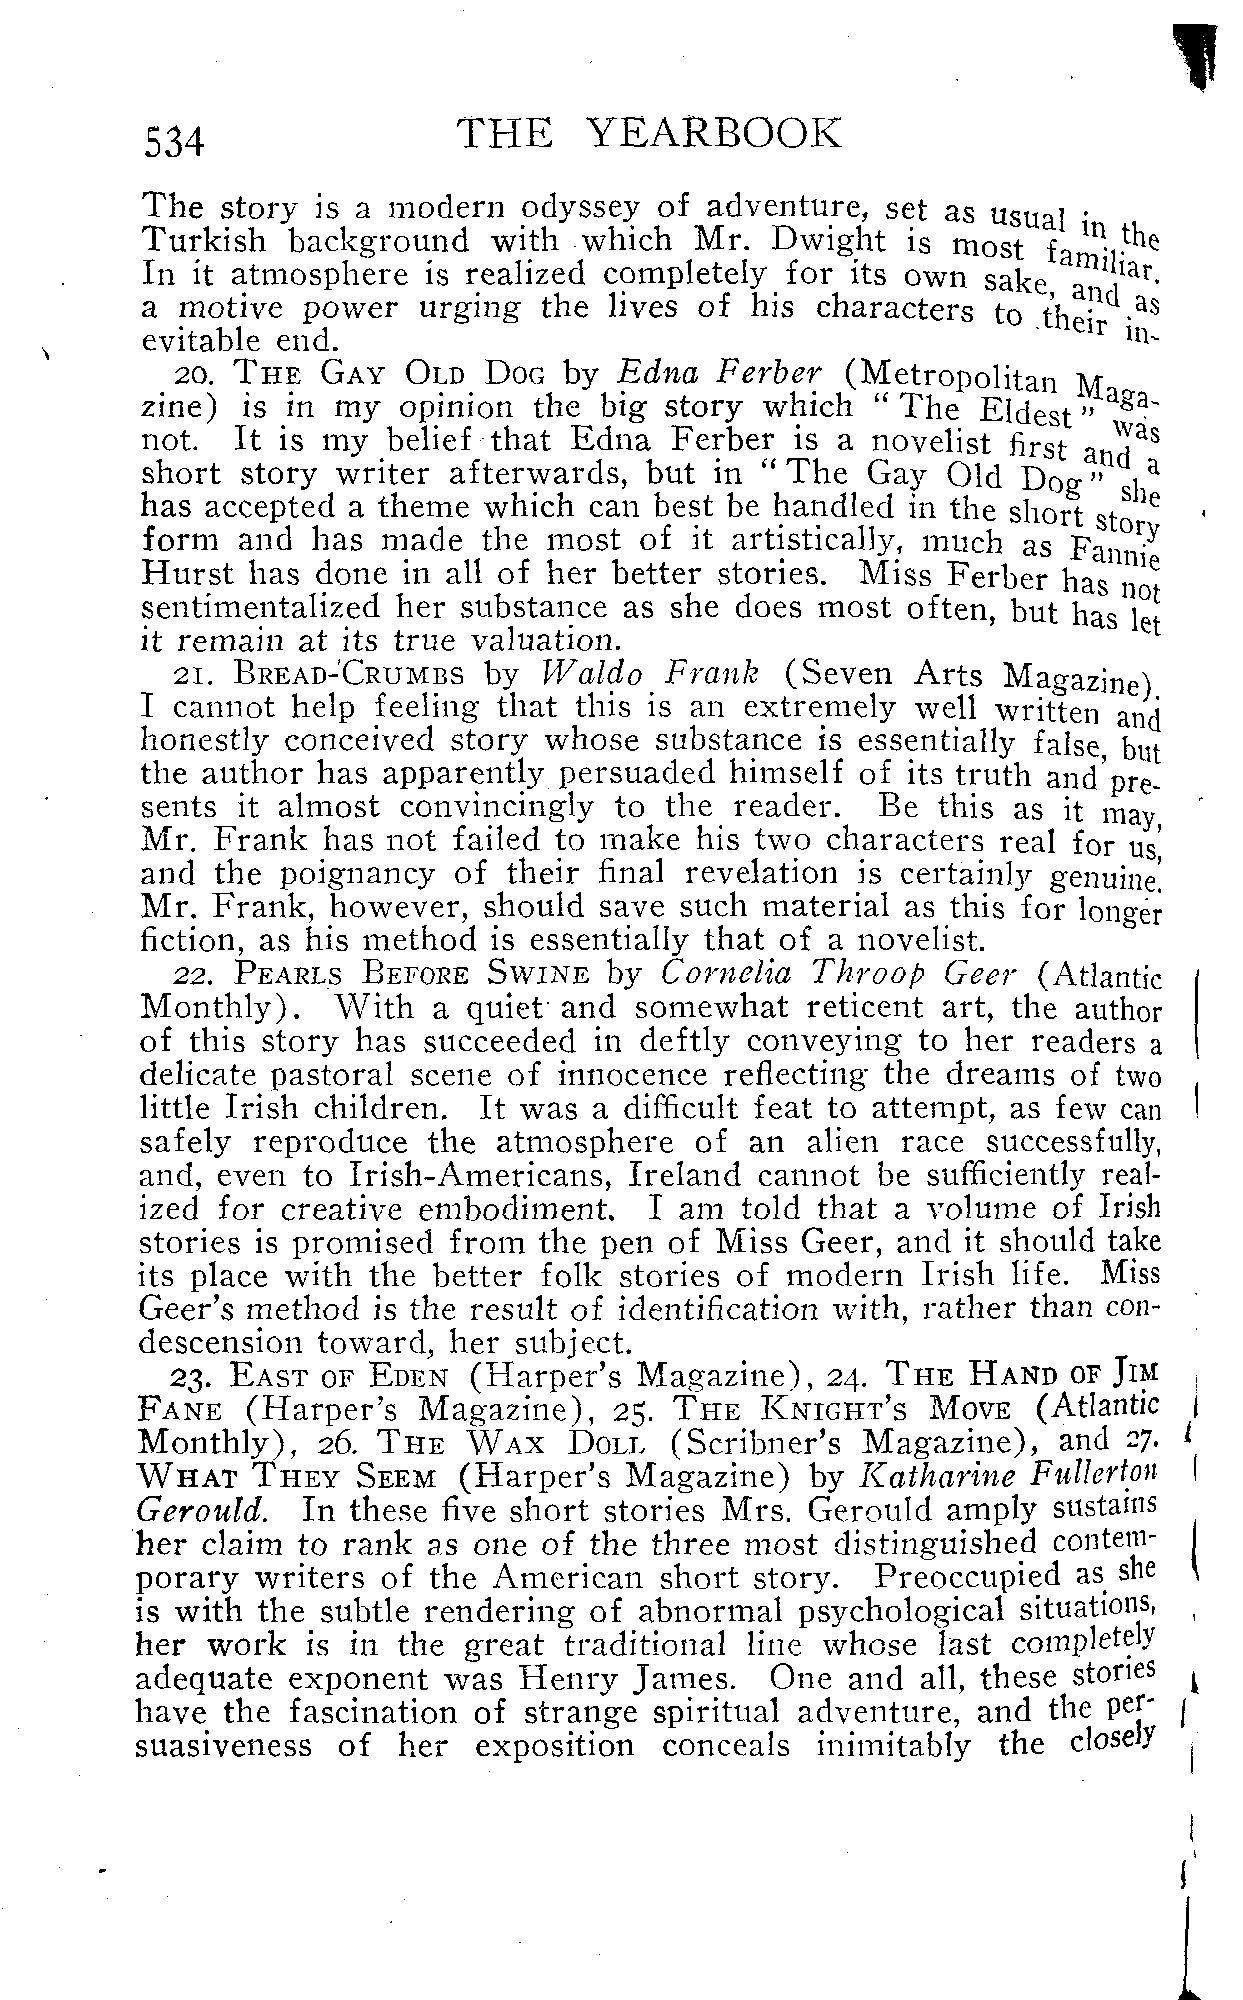 534 THE YEARBOOK
The story is a modern odyssey of adventure, set as usual in the
Turkish background with which Mr. Dwight is most familiar.
In it atmosphere is realized completely for its own sake, and as
a motive power urging the lives of his characters to their in-
evitable end.
20. THE GAY OLD DOG by Edna Ferber (Metropolitan Maga-
zine) is in my opinion the big story which "The Eldest" was
not. It is my belief that Edna Ferber is a novelist first and a
short story writer afterwards, but in "The Gay Old Dog" she
has accepted a theme which can best be handled in the short story
form and has made the most of it artistically, much as Fannie
Hurst has done in all of her better stories. Miss Ferber has not
sentimentalized her substance as she does most often, but has let
it remain at its true valuation.
21. BREAD-CRUMBS by Waldo Frank (Seven Arts Magazine).
I cannot help feeling that this is an extremely well written and
honestly conceived story whose substance is essentially false, but
the author has apparently persuaded himself of its truth and pre-
sents it almost convincingly to the reader. Be this as it may,
Mr. Frank has not failed to make his two characters real for us,
and the poignancy of their final revelation is certainly genuine.
Mr. Frank, however, should save such material as this for longer
fiction, as his method is essentially that of a novelist.
22. PEARLS BEFORE SWINE by Cornelia Throop Geer (Atlantic
Monthly). With a quiet and somewhat reticent art, the author
of this story has succeeded in deftly conveying to her readers a
delicate pastoral scene of innocence reflecting the dreams of two
little Irish children. It was a difficult feat to attempt, as few can
safely reproduce the atmosphere of an alien race successfully,
and, even to Irish-Americans, Ireland cannot be sufficiently real-
ized for creative embodiment. I am told that a volume of Irish
stories is promised from the pen of Miss Geer, and it should take
its place with the better folk stories of modern Irish life. Miss
Geer's method is the result of identification with, rather than con-
descension toward, her subject.
23. EAST OF EDEN (Harper's Magazine), 24. THE HAND OF JIM
FANE (Harper's Magazine), 25. THE KNIGHT'S MOVE (Atlantic
Monthly), 26. THE WAX DOLL (Scribner's Magazine), and 27.
WHAT THEY SEEM (Harper's Magazine) by Katharine Fullerton
Gerould. In these five short stories Mrs. Gerould amply sustains
her claim to rank as one of the three most distinguished contem-
porary writers of the American short story. Preoccupied as she
is with the subtle rendering of abnormal psychological situations,
her work is in the great traditional line whose last completely
adequate exponent was Henry James. One and all, these stories
have the fascination of strange spiritual adventure, and the per-
suasiveness of her exposition conceals inimitably the closely